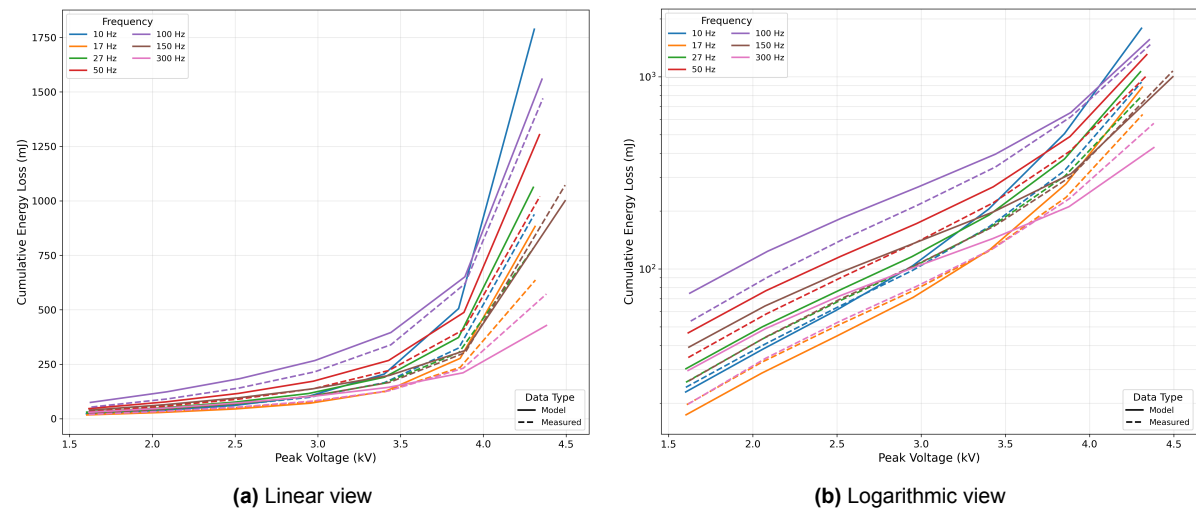 Frequency
10 Hz
17 Hz
27 Hz
50 Hz
100 Hz
150 Hz
300 Hz
Cumulative Energy Loss (mJ)
1750
1500
1250
1000
750
500
250
0
1.5
2.0
2.5
3.0
3.5
4.0
4.5
Peak Voltage (kV)
Data Type
Model
Measured
(a) Linear view
Frequency
10 Hz
17 Hz
27 Hz
50 Hz
100 Hz
150 Hz
300 Hz
Cumulative Energy Loss (mJ)
10³
10²
1.5
2.0
2.5
3.0
3.5
4.0
4.5
Peak Voltage (kV)
Data Type
Model
Measured
(b) Logarithmic view